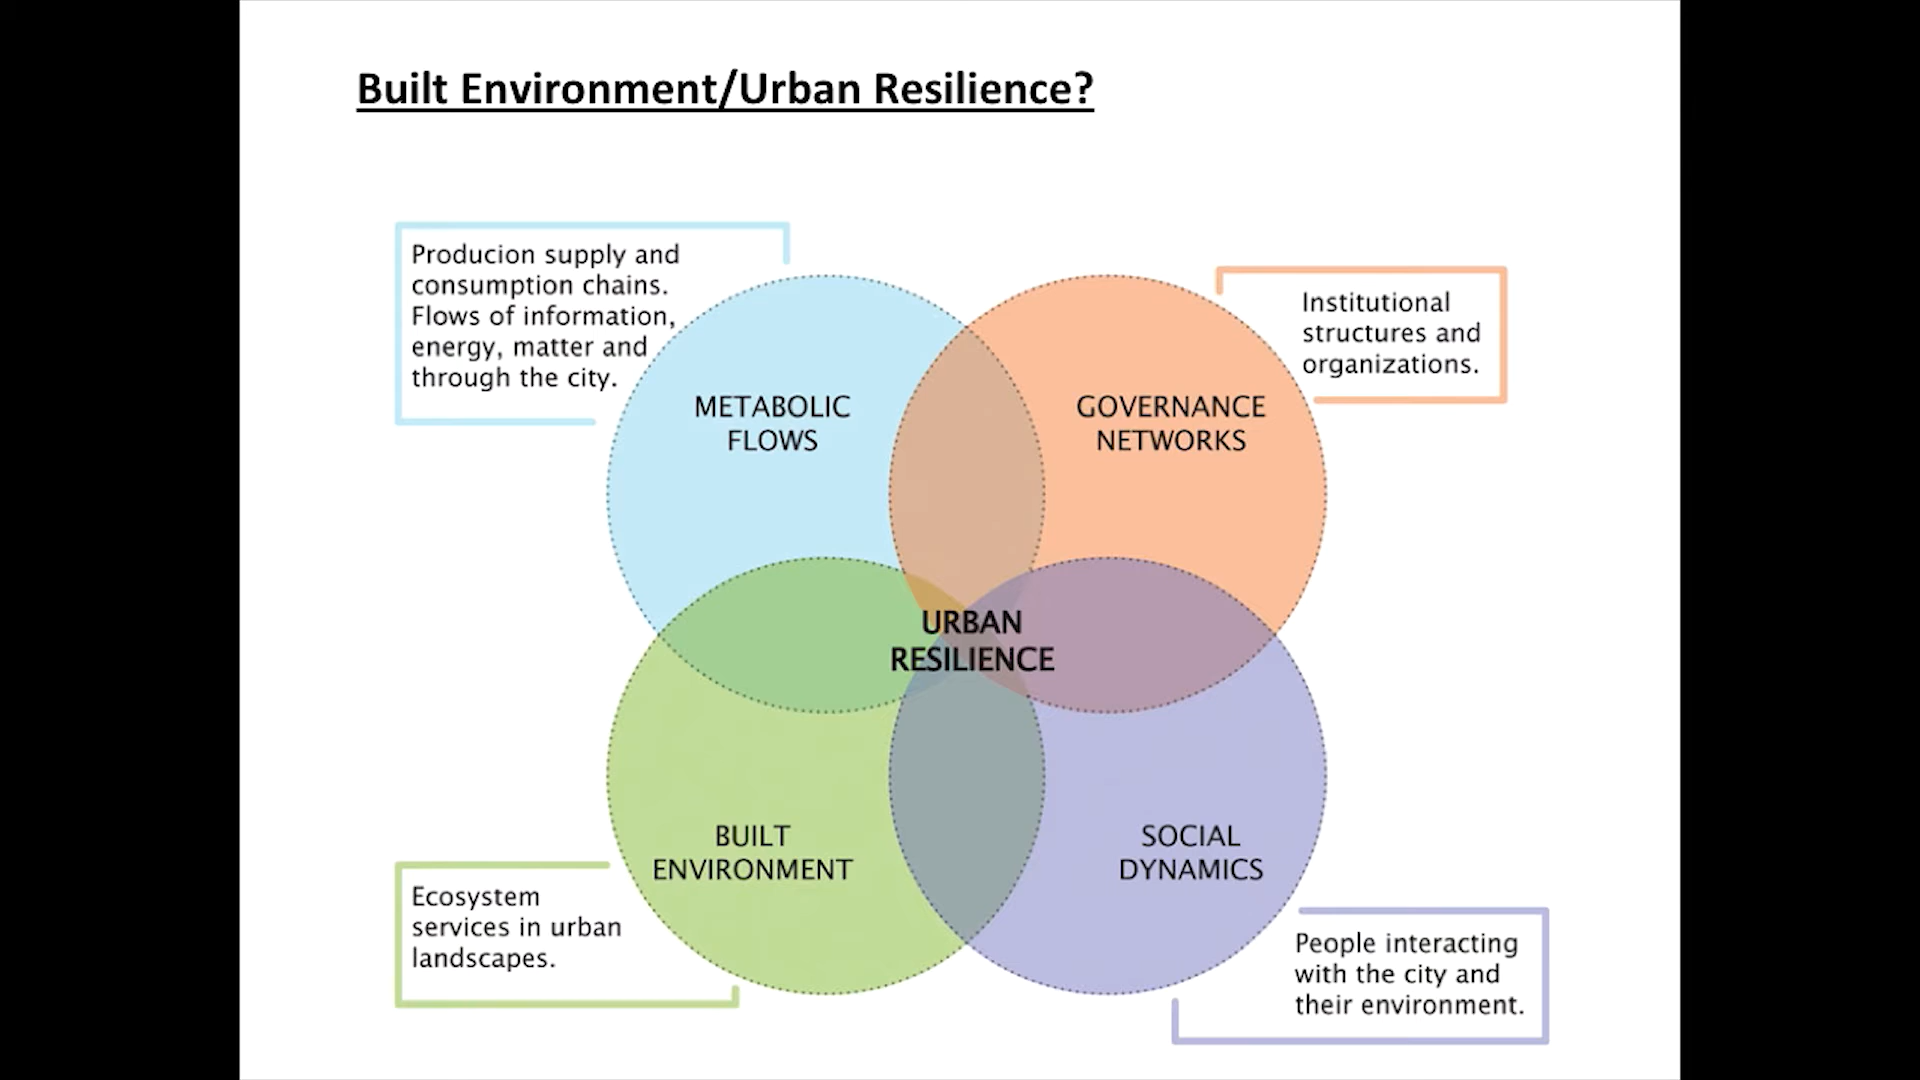 Built Environment/Urban Resilience?
Producion supply and
consumption chains.
Flows of information,
energy, matter and
through the city.
Institutional
structures and
organizations.
METABOLIC
FLOWS
GOVERNANCE
NETWORKS
URBAN
RESILIENCE
BUILT
ENVIRONMENT
SOCIAL
DYNAMICS
Ecosystem
services in urban
landscapes.
People interacting
with the city and
their environment.